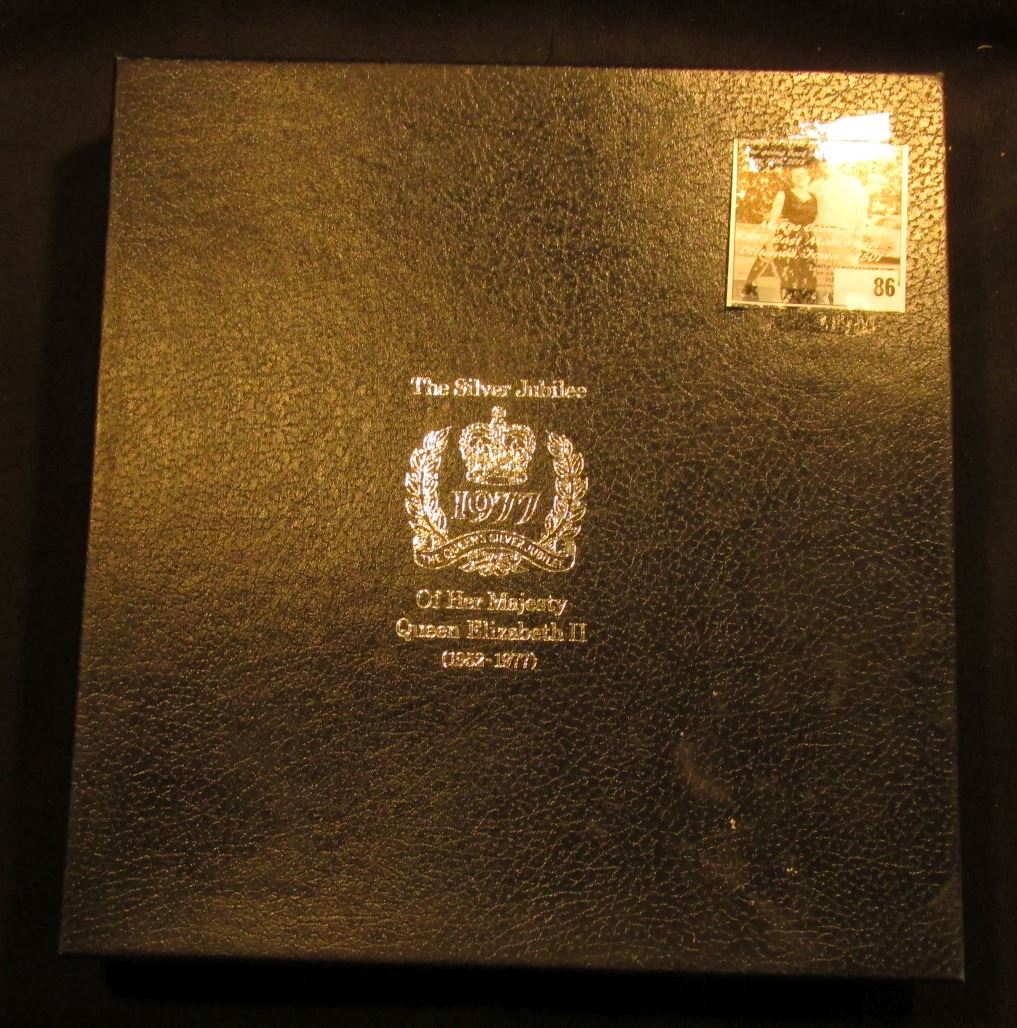 86
The Silver Jubilee
1977
THE QUEEN'S SILVER JUBILEE
Of Her Majesty
Queen Elizabeth II
(1952-1977)